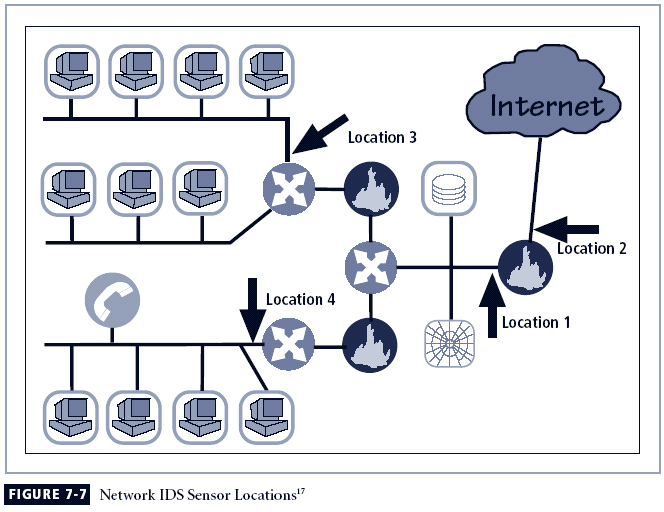 Internet
Location 3
Location 2
Location 4
Location 1
FIGURE 7-7 Network IDS Sensor Locations17